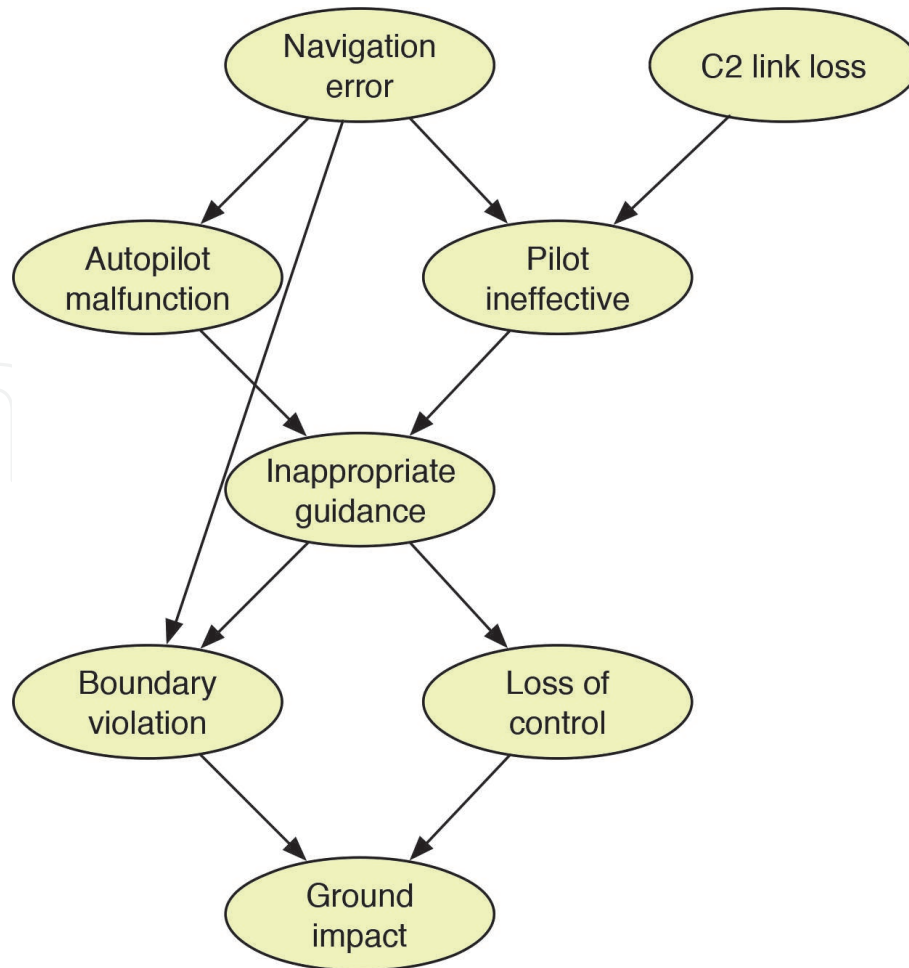 Navigation
error
C2 link loss
Autopilot
malfunction
Pilot
ineffective
Inappropriate
guidance
Boundary
violation
Loss of
control
Ground
impact